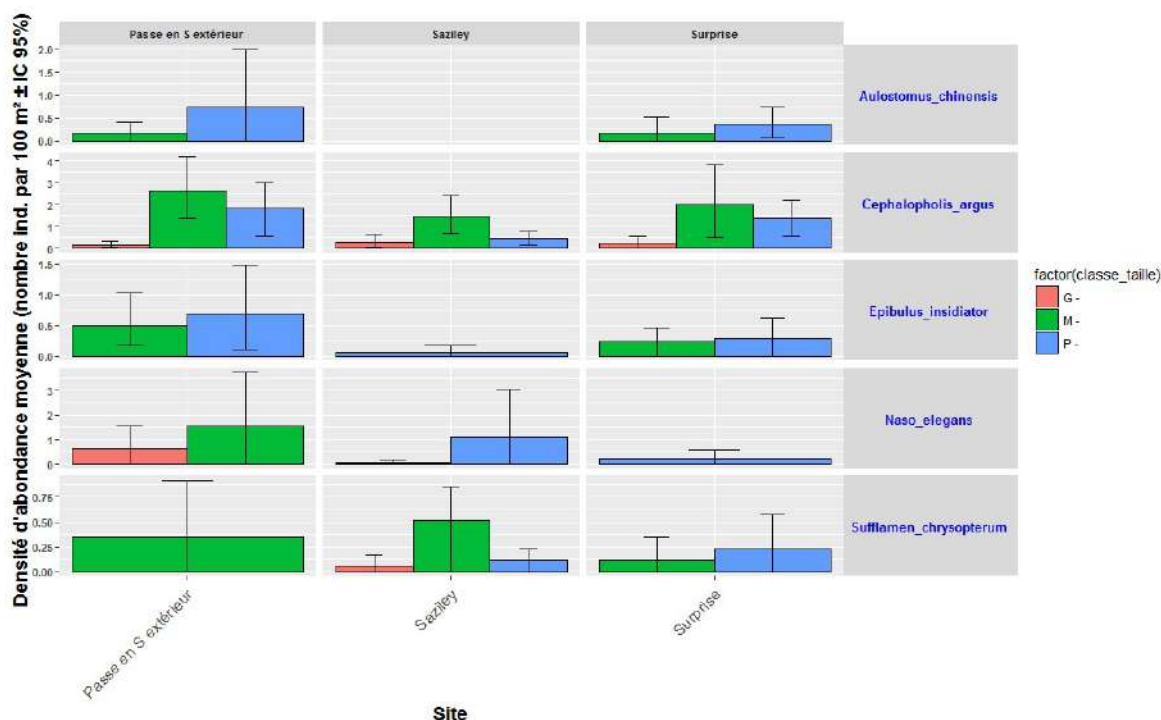 Densité d'abondance moyenne (nombre ind. par 100 m² ± IC 95%)
Passe en S extérieur
Saziley
Surprise
2.0
1.5
1.0
0.5
0.0
Aulostomus_chinensis
4
3
2
1
0
Cephalopholis_argus
1.5
1.0
0.5
0.0
Epibulus_insidiator
3
2
1
0
Naso_elegans
0.75
0.50
0.25
0.00
Sufflamen_chrysopterum
factor(classe_taille)
G -
M -
P -
Passe en S extérieur
Saziley
Surprise
Site